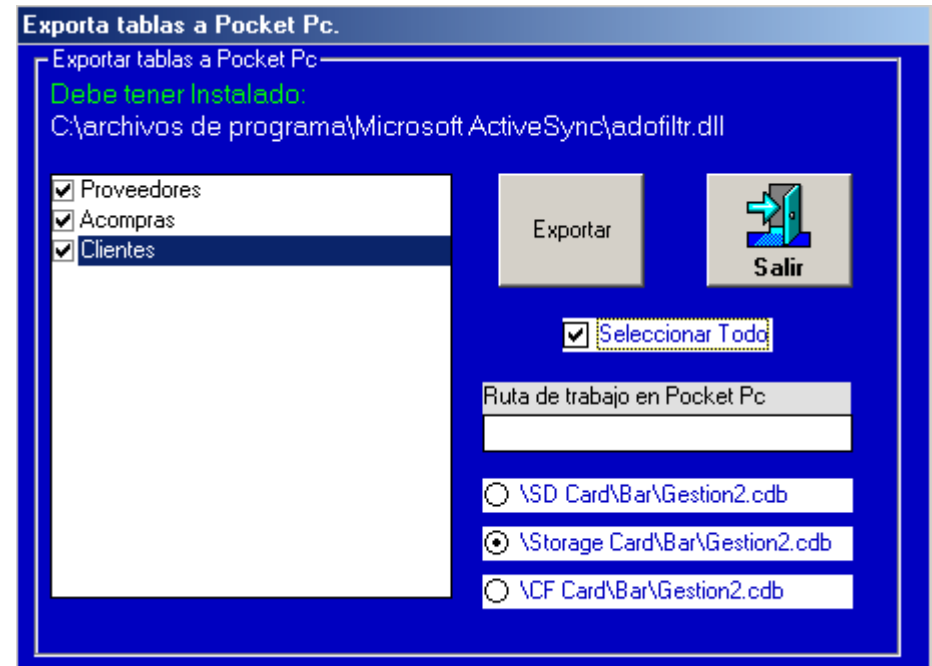 Exporta tablas a Pocket Pc.
Exportar tablas a Pocket Pc
Debe tener Instalado:
C:\archivos de programa\Microsoft ActiveSync\adofiltr.dll
Proveedores
Acompras
Clientes
Exportar
Salir
Seleccionar Todo
Ruta de trabajo en Pocket Pc
\SD Card\Bar\Gestion2.cdb
\Storage Card\Bar\Gestion2.cdb
\CF Card\Bar\Gestion2.cdb